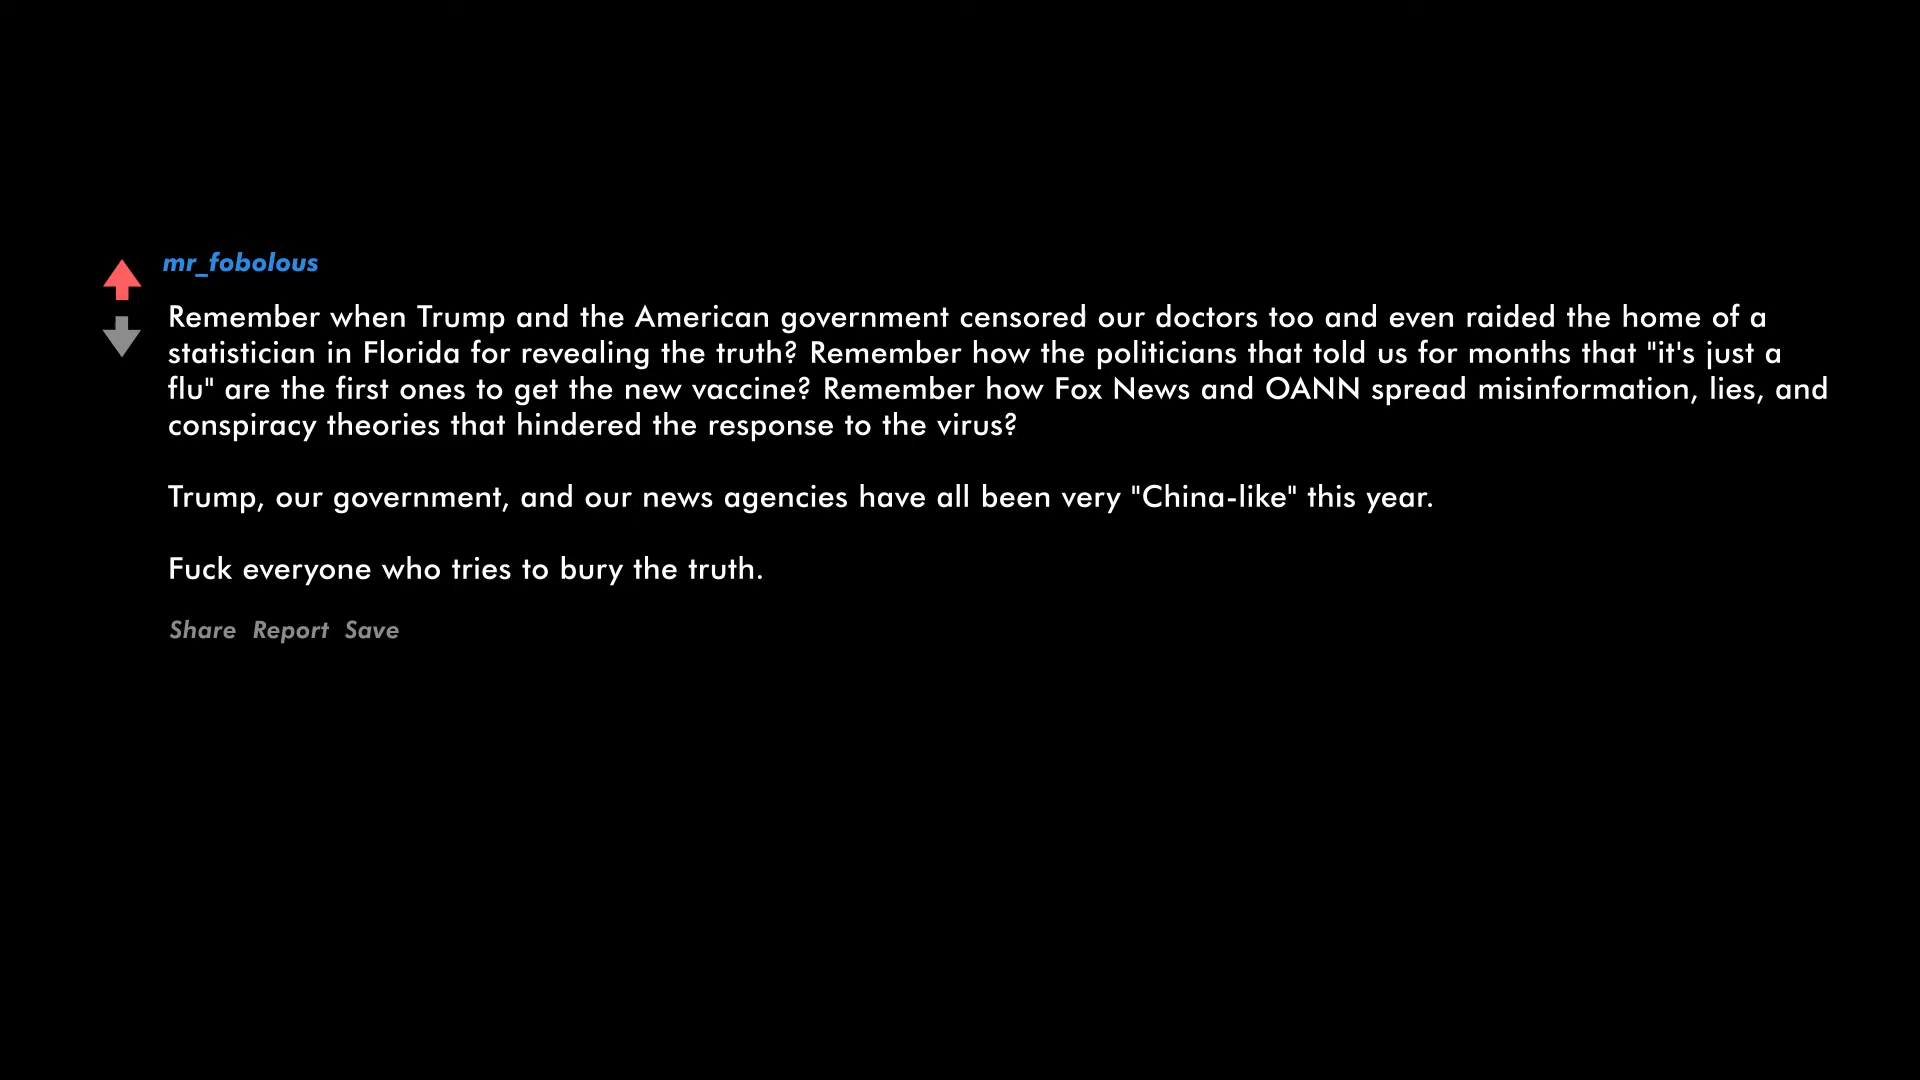 mr_fobolous
Remember when Trump and the American government censored our doctors too and even raided the home of a
statistician in Florida for revealing the truth? Remember how the politicians that told us for months that "it's just a
flu" are the first ones to get the new vaccine? Remember how Fox News and OANN spread misinformation, lies, and
conspiracy theories that hindered the response to the virus?
Trump, our government, and our news agencies have all been very "China-like" this year.
Fuck everyone who tries to bury the truth.
Share Report Save